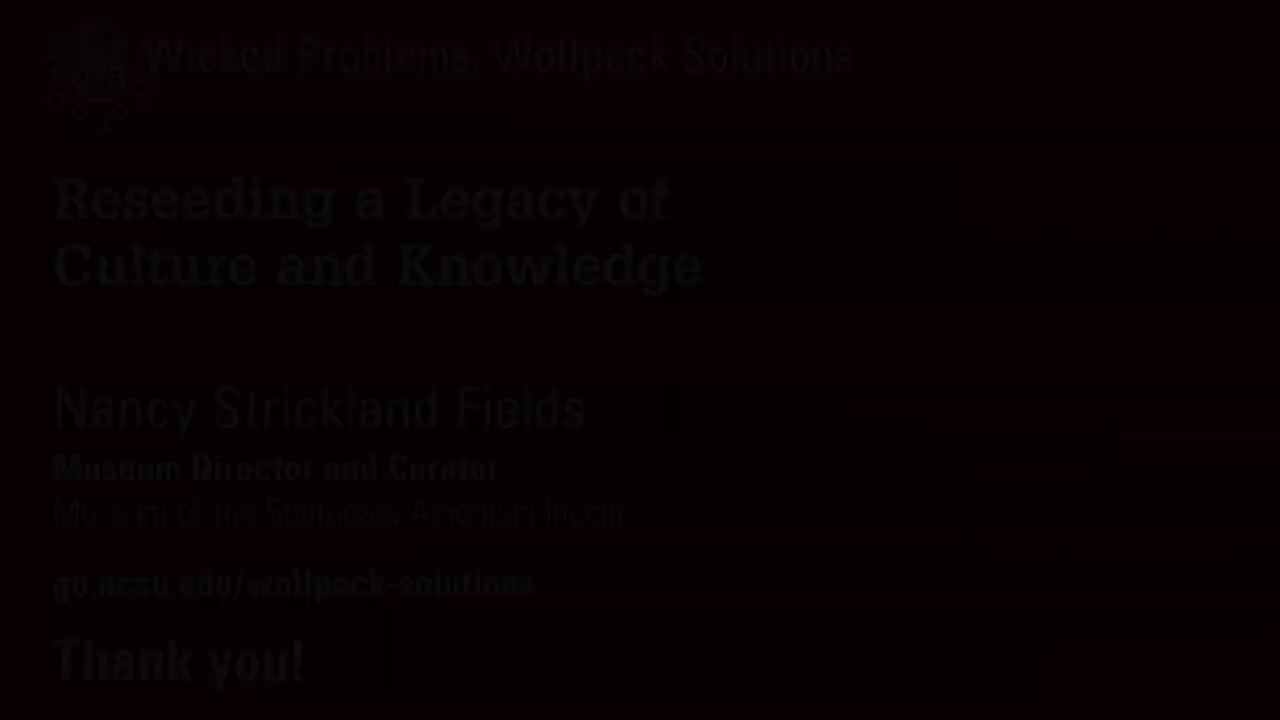 Wicked Problems, Wolfpack Solutions
Reseeding a Legacy of
Culture and Knowledge
Nancy Strickland Fields
Museum Director and Curator
Museum of the Southeast American Indian
go.ncsu.edu/wolfpack-solutions
Thank you!